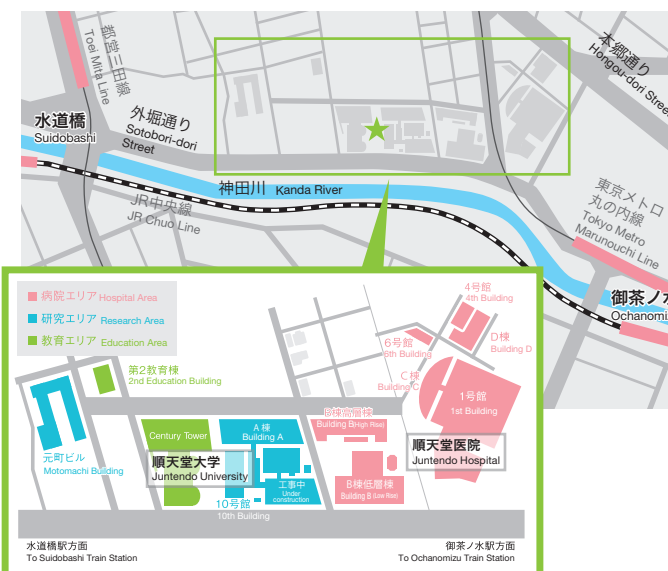 都営三田線
Toei Mita Line
本郷通り
Hongou-dori Street
水道橋
Suidobashi
外堀通り
Sotobori-dori
Street
神田川 Kanda River
JR中央線
JR Chuo Line
東京メトロ
丸の内線
Tokyo Metro
Marunouchi Line
御茶ノ水
Ochanomi
病院エリア Hospital Area
研究エリア Research Area
教育エリア Education Area
4号館
4th Building
6号館
6th Building
D棟
Building D
C棟
Building C
1号館
1st Building
第2教育棟
2nd Education Building
B棟高層棟
Building B(High Rise)
Century Tower
A棟
Building A
順天堂大学
Juntendo University
順天堂医院
Juntendo Hospital
元町ビル
Motomachi Building
工事中
Under
construction
B棟低層棟
Building B (Low Rise)
10号館
10th Building
水道橋駅方面
To Suidobashi Train Station
御茶ノ水駅方面
To Ochanomizu Train Station